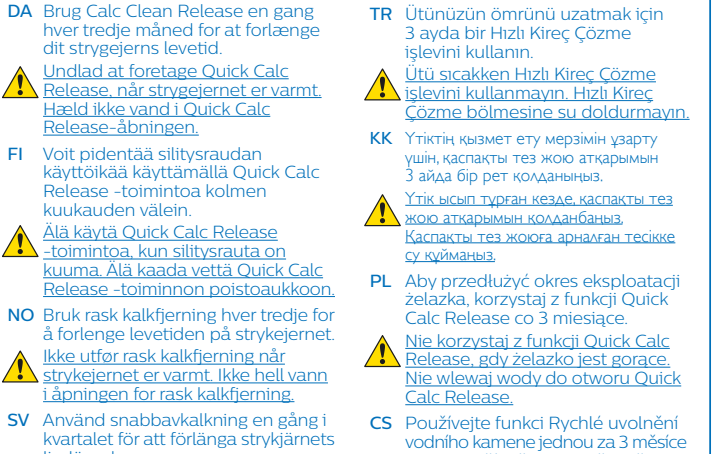 DA Brug Calc Clean Release en gang
hver tredje måned for at forlænge
dit strygejerns levetid.
Undlad at foretage Quick Calc
Release, når strygejernet er varmt.
Hæld ikke vand i Quick Calc
Release-åbningen.
FI Voit pidentää silitysraudan
käyttöikää käyttämällä Quick Calc
Release -toimintoa kolmen
kuukauden välein.
Älä käytä Quick Calc Release
-toimintoa, kun silitysrauta on
kuuma. Älä kaada vettä Quick Calc
Release -toiminnon poistoaukkoon.
NO Bruk rask kalkfjerning hver tredje for
å forlenge levetiden på strykejernet.
Ikke utfør rask kalkfjerning når
strykejernet er varmt. Ikke hell vann
i åpningen for rask kalkfjerning.
SV Använd snabbavkalkning en gång i
kvartalet för att förlänga strykjärnets
TR Ütünüzün ömrünü uzatmak için
3 ayda bir Hızlı Kireç Çözme
işlevini kullanın.
Ütü sıcakken Hızlı Kireç Çözme
işlevini kullanmayın. Hızlı Kireç
Çözme bölmesine su doldurmayın.
KK Үтіктің қызмет ету мерзімін ұзарту
үшін, қаспақты тез жою атқарымын
3 айда бір рет қолданыңыз.
Үтік ысып тұрған кезде, қаспақты тез
жою атқарымын қолданбаңыз.
Қаспақты тез жоюға арналған тесікке
су құймаңыз.
PL Aby przedłużyć okres eksploatacji
żelazka, korzystaj z funkcji Quick
Calc Release co 3 miesiące.
Nie korzystaj z funkcji Quick Calc
Release, gdy żelazko jest gorące.
Nie wlewaj wody do otworu Quick
Calc Release.
CS Používejte funkci Rychlé uvolnění
vodního kamene jednou za 3 měsíce